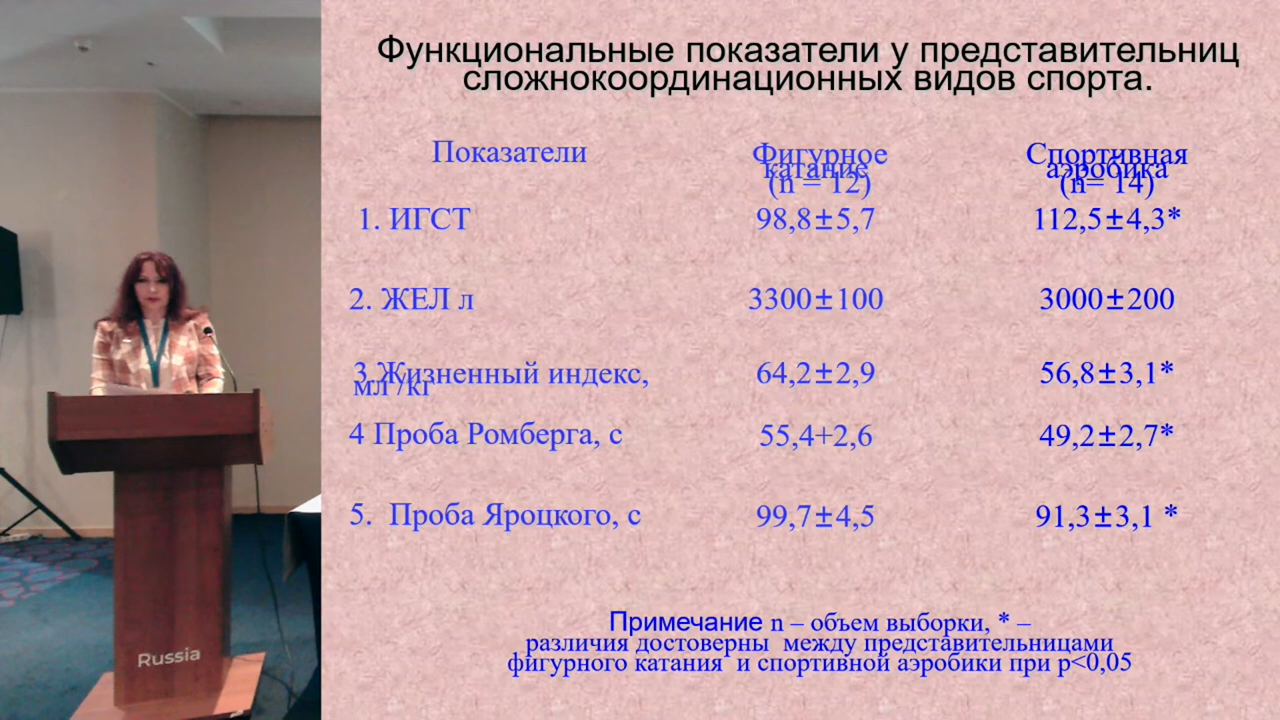 Функциональные показатели у представительниц
сложнокоординационных видов спорта.
Показатели
Фигурное
катание
(n = 12)
Спортивная
аэробика
(n= 14)
1. ИГСТ
98,8±5,7
112,5±4,3*
2. ЖЕЛ л
3300±100
3000±200
3.Жизненный индекс,
мл /кг
64,2±2,9
56,8±3,1*
4 Проба Ромберга, с
55,4+2,6
49,2±2,7*
5. Проба Яроцкого, с
99,7±4,5
91,3±3,1 *
Примечание n – объем выборки, * –
различия достоверны между представительницами
фигурного катания и спортивной аэробики при p<0,05
Russia